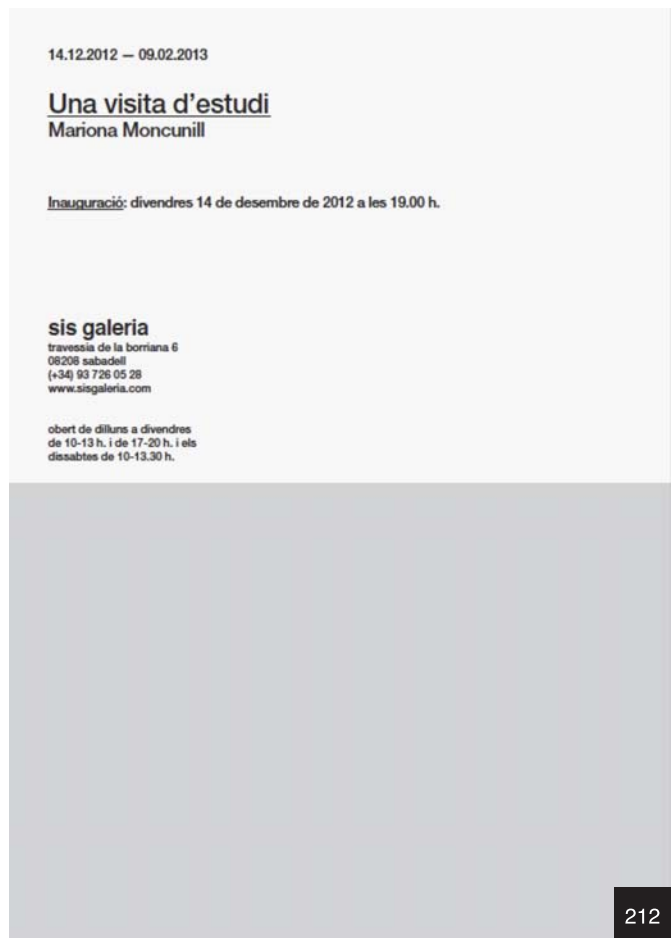 14.12.2012 — 09.02.2013
Una visita d’estudi
Mariona Moncunill
Inauguració: divendres 14 de desembre de 2012 a les 19.00 h.
sis galeria
travessia de la borriana 6
08208 sabadell
(+34) 93 726 05 28
www.sisgaleria.com
obert de dilluns a divendres
de 10-13 h. i de 17-20 h. i els
dissabtes de 10-13.30 h.
212